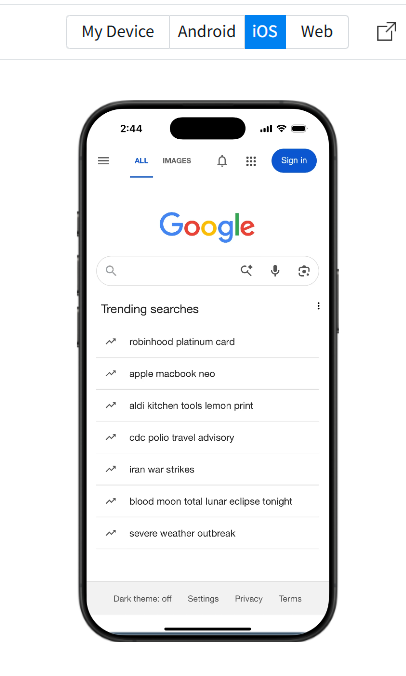 My Device Android iOS Web
2:44
ALL IMAGES Sign in
Google
Trending searches
robinhood platinum card
apple macbook neo
aldi kitchen tools lemon print
cdc polio travel advisory
iran war strikes
blood moon total lunar eclipse tonight
severe weather outbreak
Dark theme: off Settings Privacy Terms